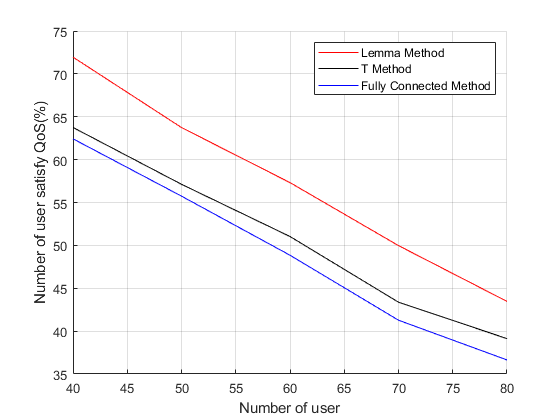 75
70
65
60
55
50
45
40
35
40 45 50 55 60 65 70 75 80
Number of user
Number of user satisfy QoS(%)
Lemma Method
T Method
Fully Connected Method